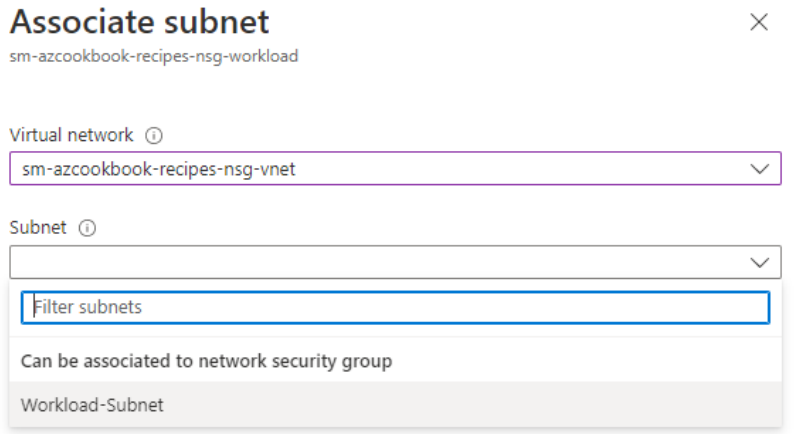 Associate subnet
sm-azcookbook-recipes-nsg-workload
Virtual network
sm-azcookbook-recipes-nsg-vnet
Subnet
Filter subnets
Can be associated to network security group
Workload-Subnet